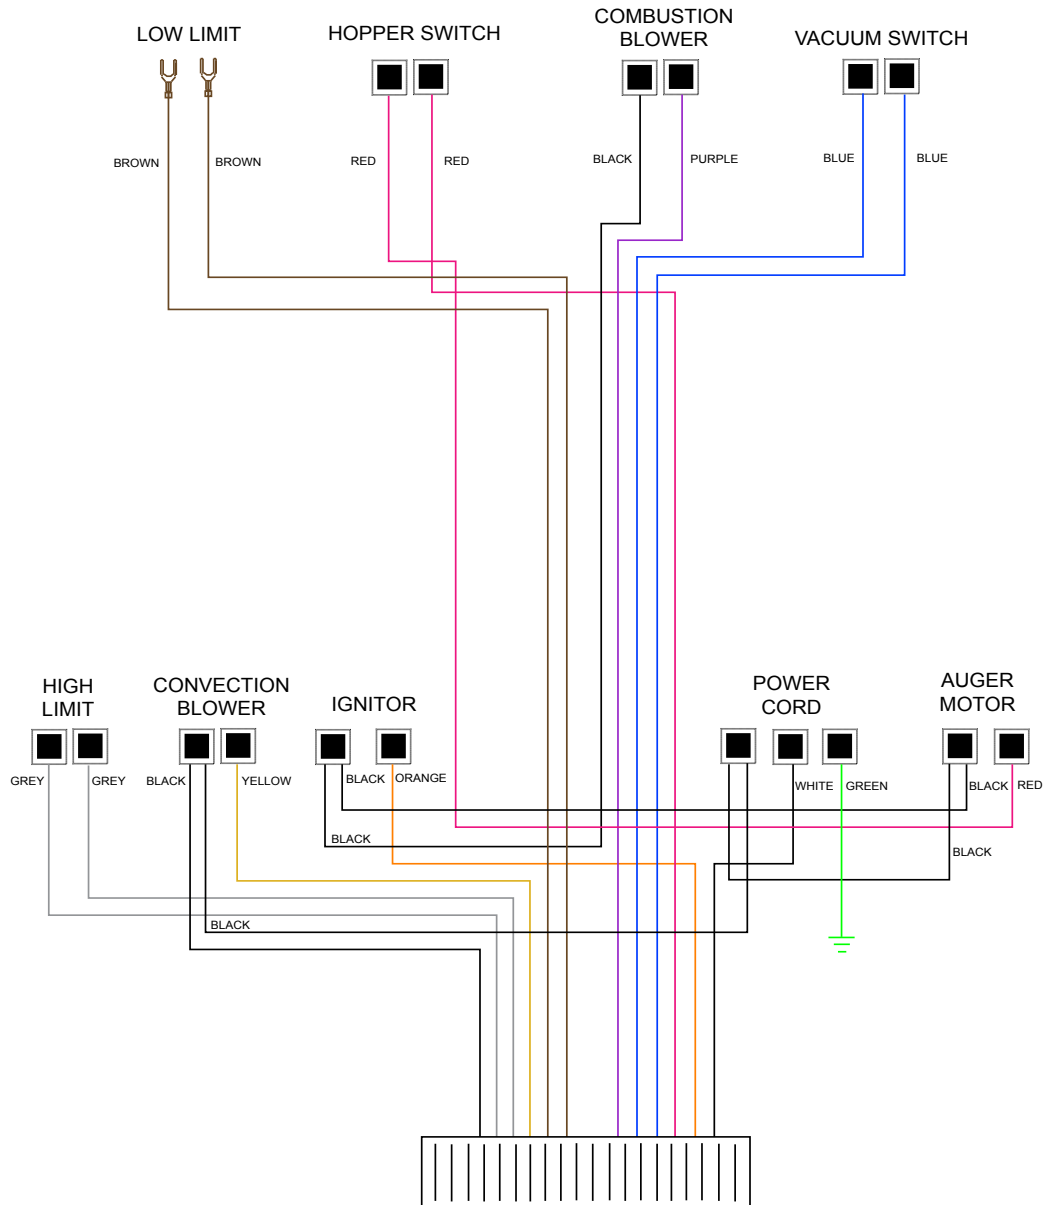 LOW LIMIT
HOPPER SWITCH
COMBUSTION
BLOWER
VACUUM SWITCH
BROWN
BROWN
RED
RED
BLACK
PURPLE
BLUE
BLUE
HIGH
LIMIT
CONVECTION
BLOWER
IGNITOR
POWER
CORD
AUGER
MOTOR
GREY
GREY
BLACK
YELLOW
BLACK
ORANGE
WHITE
GREEN
BLACK
RED
BLACK
BLACK
BLACK